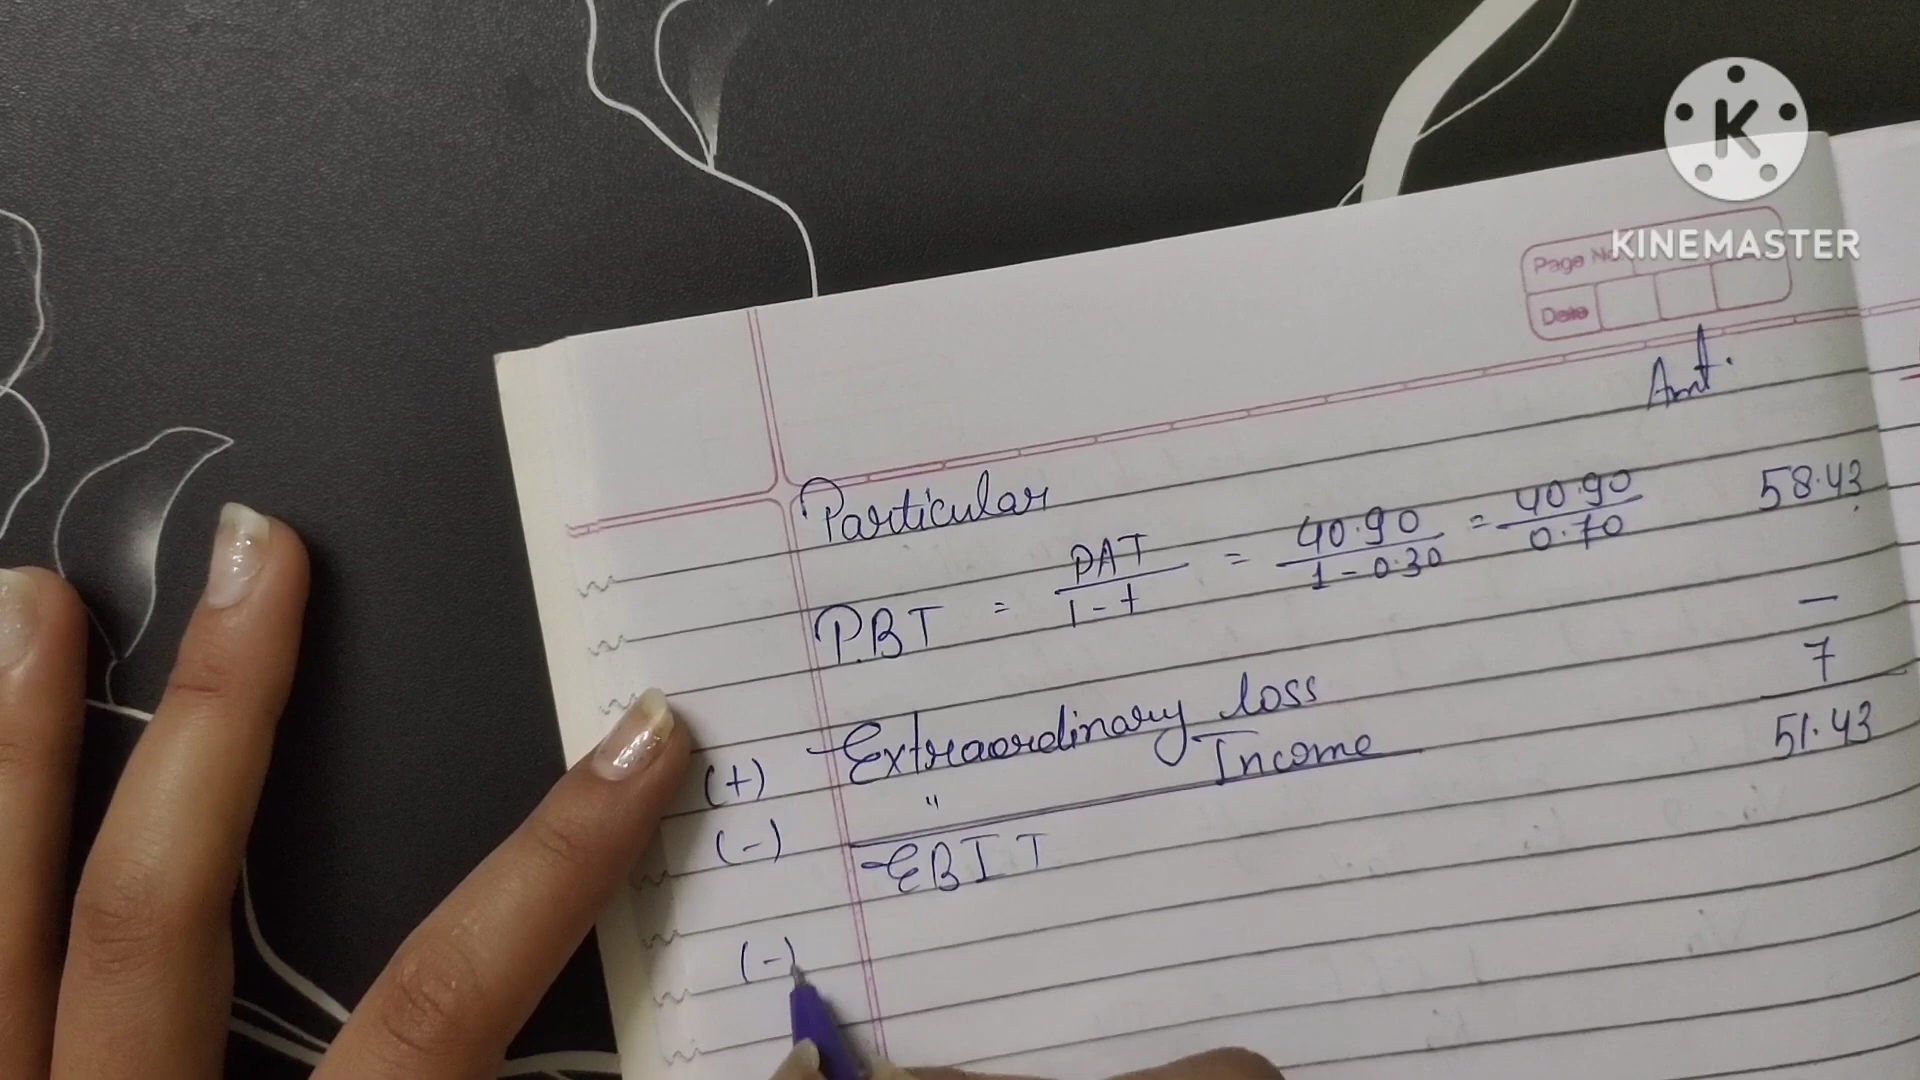 K
KINEMASTER
Page No
Date
Amt.
Particular
P.BT = PAT / 1-t = 40.90 / 1-0.30 = 40.90 / 0.70 58.43
(+) Extraordinary loss —
(-) " Income 7
EBIT 51.43
(-)